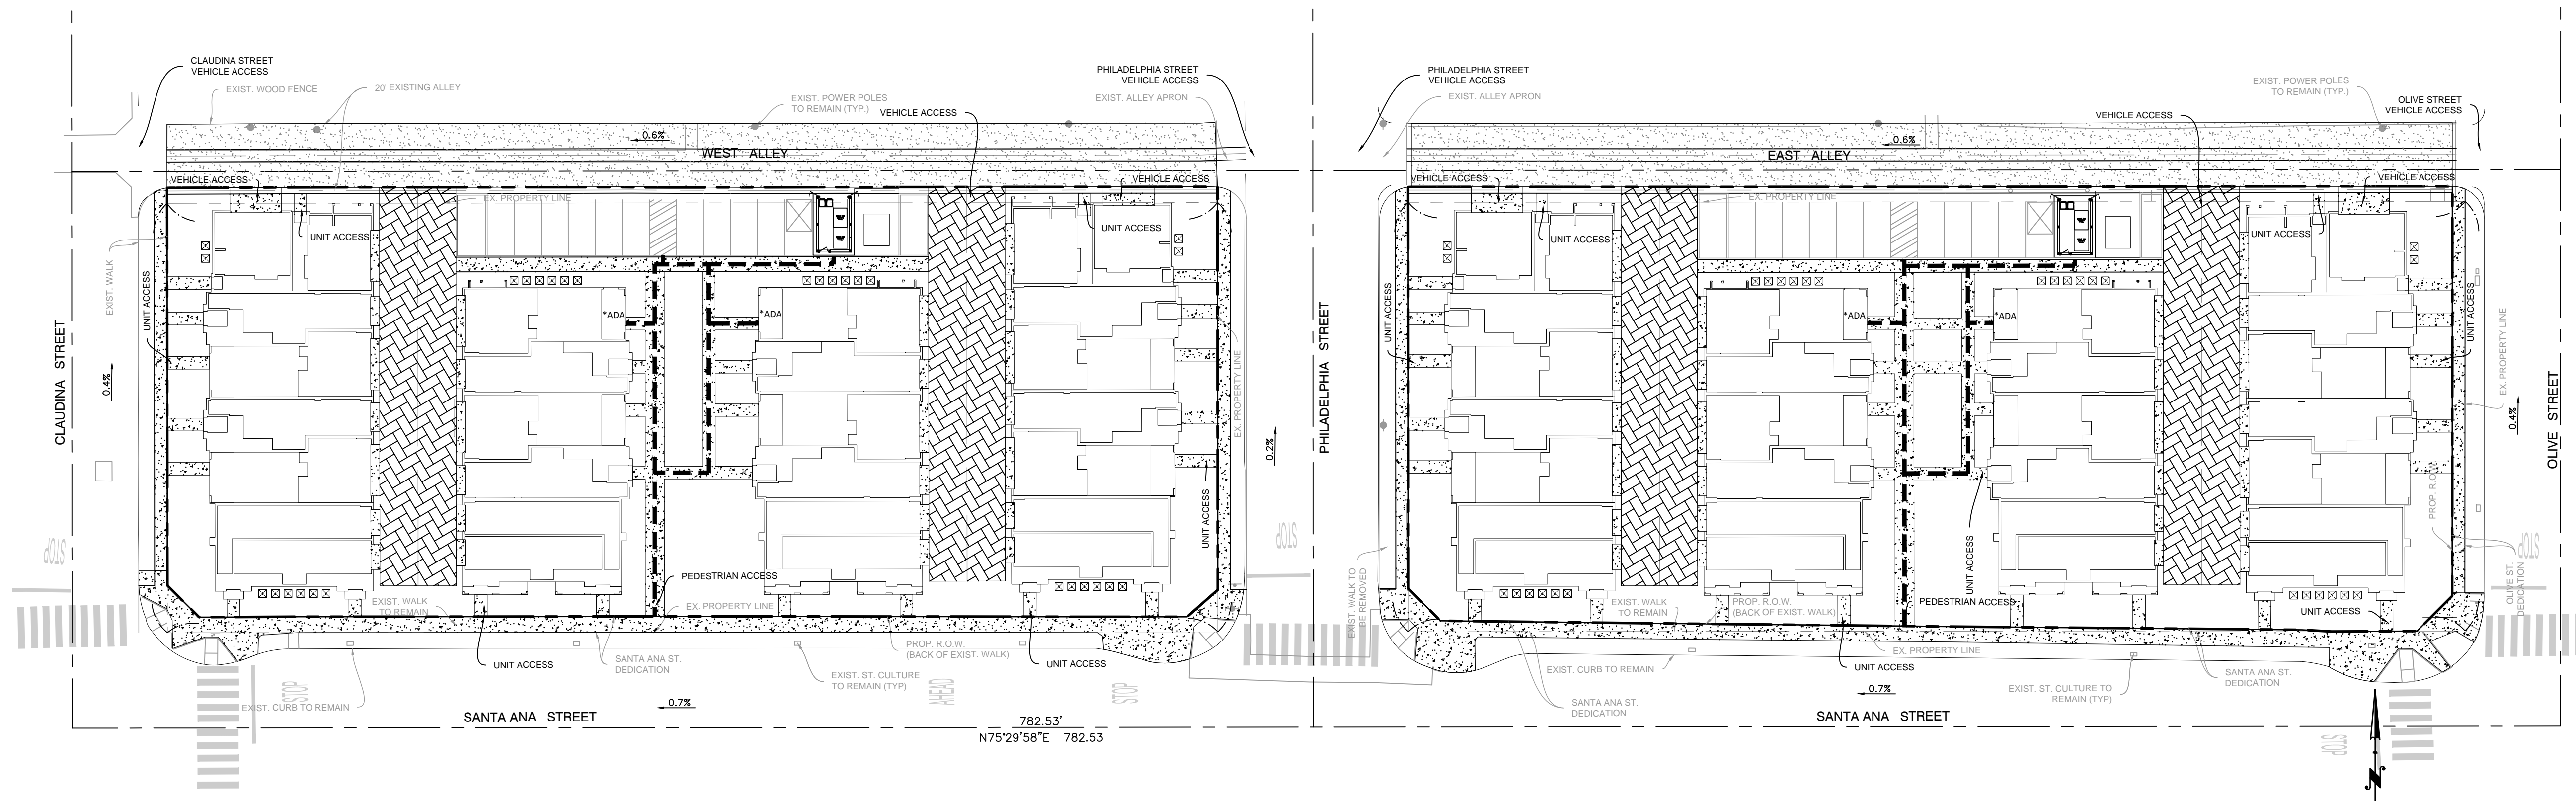 CLAUDINA STREET
VEHICLE ACCESS
EXIST. WOOD FENCE
20' EXISTING ALLEY
EXIST. POWER POLES
TO REMAIN (TYP.)
VEHICLE ACCESS
PHILADELPHIA STREET
VEHICLE ACCESS
EXIST. ALLEY APRON
PHILADELPHIA STREET
VEHICLE ACCESS
EXIST. ALLEY APRON
VEHICLE ACCESS
EXIST. POWER POLES
TO REMAIN (TYP.)
OLIVE STREET
VEHICLE ACCESS
0.6%
WEST ALLEY
0.6%
EAST ALLEY
VEHICLE ACCESS
VEHICLE ACCESS
VEHICLE ACCESS
VEHICLE ACCESS
EX. PROPERTY LINE
EX. PROPERTY LINE
UNIT ACCESS
UNIT ACCESS
UNIT ACCESS
UNIT ACCESS
EXIST. WALK
UNIT ACCESS
CLAUDINA STREET
0.4%
*ADA
*ADA
EX. PROPERTY LINE
0.2%
UNIT ACCESS
PHILADELPHIA STREET
UNIT ACCESS
*ADA
*ADA
UNIT ACCESS
EX. PROPERTY LINE
0.4%
OLIVE STREET
PROP. R.O.W.
STOP
STOP
STOP
OLIVE ST.
DEDICATION
EXIST. WALK TO
BE REMOVED
PEDESTRIAN ACCESS
EXIST. WALK
TO REMAIN
EX. PROPERTY LINE
UNIT ACCESS
SANTA ANA ST.
DEDICATION
PROP. R.O.W.
(BACK OF EXIST. WALK)
UNIT ACCESS
EXIST. ST. CULTURE
TO REMAIN (TYP)
STOP
EXIST. CURB TO REMAIN
AHEAD
STOP
UNIT ACCESS
PEDESTRIAN ACCESS
UNIT ACCESS
EXIST. WALK
TO REMAIN
PROP. R.O.W.
(BACK OF EXIST. WALK)
EX. PROPERTY LINE
UNIT ACCESS
EXIST. CURB TO REMAIN
SANTA ANA ST.
DEDICATION
EXIST. ST. CULTURE TO
REMAIN (TYP)
SANTA ANA ST.
DEDICATION
STOP
SANTA ANA STREET
0.7%
782.53'
N75°29'58"E 782.53
0.7%
SANTA ANA STREET
N